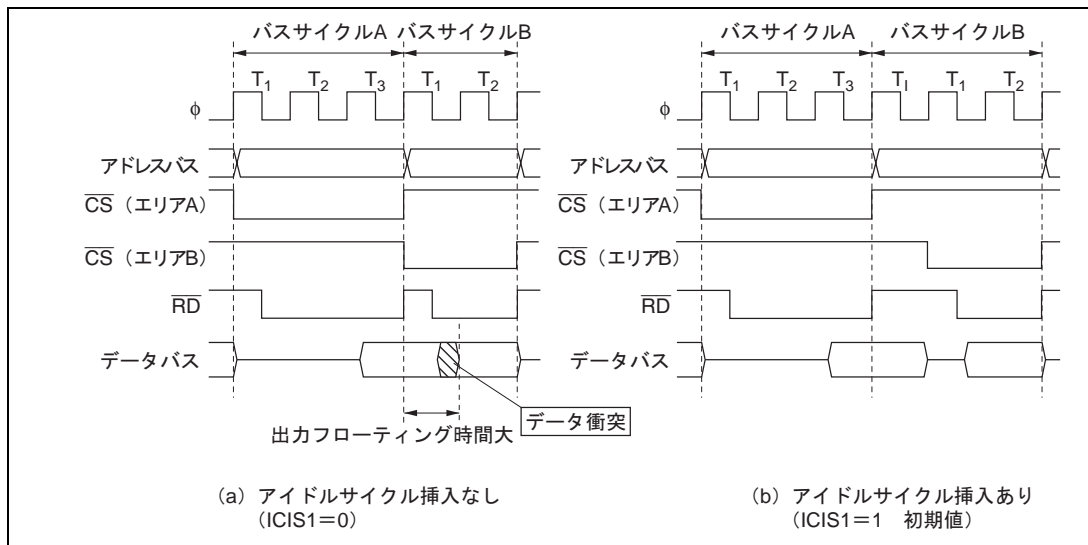 バスサイクルA バスサイクルB
T1 T2 T3 T1 T2
φ
アドレスバス
CS（エリアA）
CS（エリアB）
RD
データバス
データ衝突
出力フローティング時間大
(a) アイドルサイクル挿入なし
（ICIS1＝0）
バスサイクルA バスサイクルB
T1 T2 T3 TI T1 T2
φ
アドレスバス
CS（エリアA）
CS（エリアB）
RD
データバス
(b) アイドルサイクル挿入あり
（ICIS1＝1 初期値）